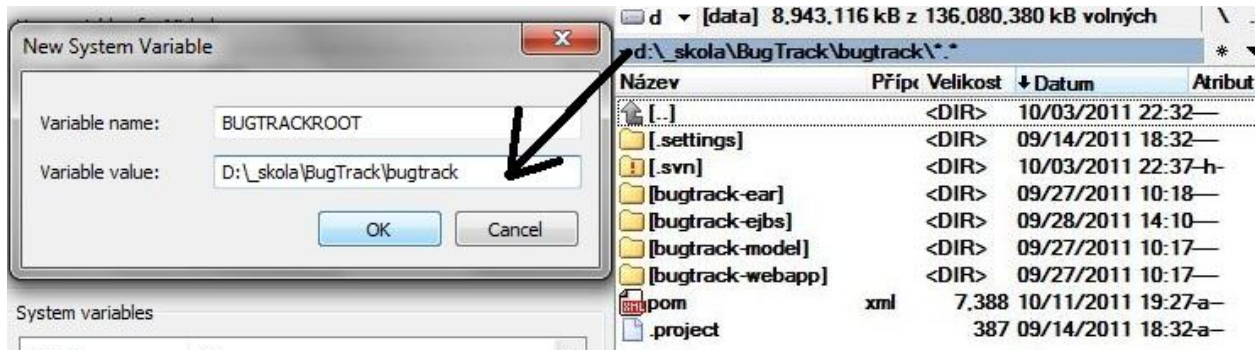 New System Variable
Variable name: BUGTRACKROOT
Variable value: D:\_skola\BugTrack\bugtrack
OK Cancel
System variables
d [data] 8,943,116 kB z 136,080,380 kB volných \
d:\_skola\BugTrack\bugtrack\*.* *
Název Přípo Velikost Datum Atribut
[..] <DIR> 10/03/2011 22:32 —
[.settings] <DIR> 09/14/2011 18:32 —
[.svn] <DIR> 10/03/2011 22:37 -h-
[bugtrack-ear] <DIR> 09/27/2011 10:18 —
[bugtrack-ejbs] <DIR> 09/28/2011 14:10 —
[bugtrack-model] <DIR> 09/27/2011 10:17 —
[bugtrack-webapp] <DIR> 09/27/2011 10:17 —
pom xml 7,388 10/11/2011 19:27 -a--
.project 387 09/14/2011 18:32 -a--